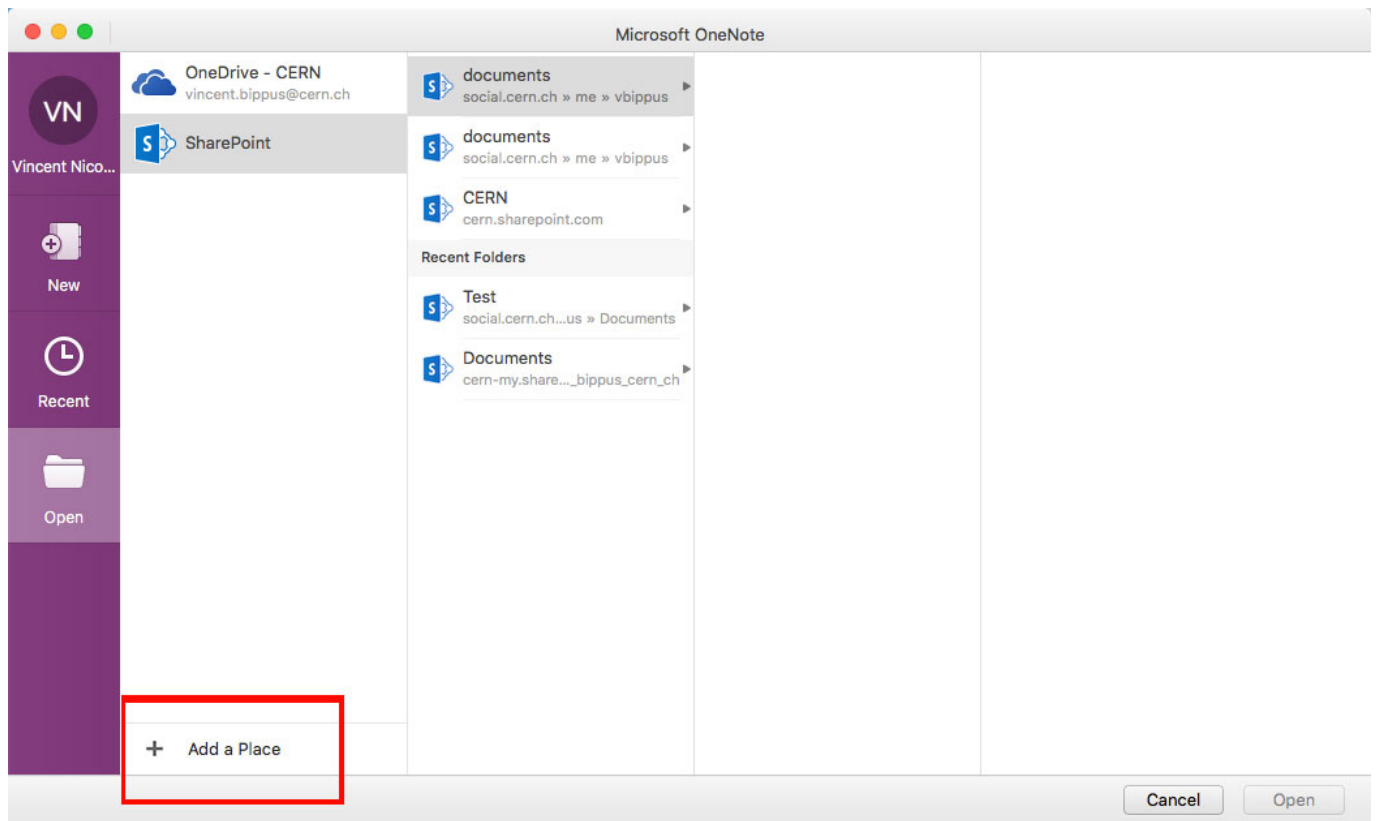 Microsoft OneNote
VN
Vincent Nico...
New
Recent
Open
OneDrive - CERN
vincent.bippus@cern.ch
SharePoint
Add a Place
documents
social.cern.ch » me » vbippus
documents
social.cern.ch » me » vbippus
CERN
cern.sharepoint.com
Recent Folders
Test
social.cern.ch...us » Documents
Documents
cern-my.share..._bippus_cern_ch
Cancel
Open